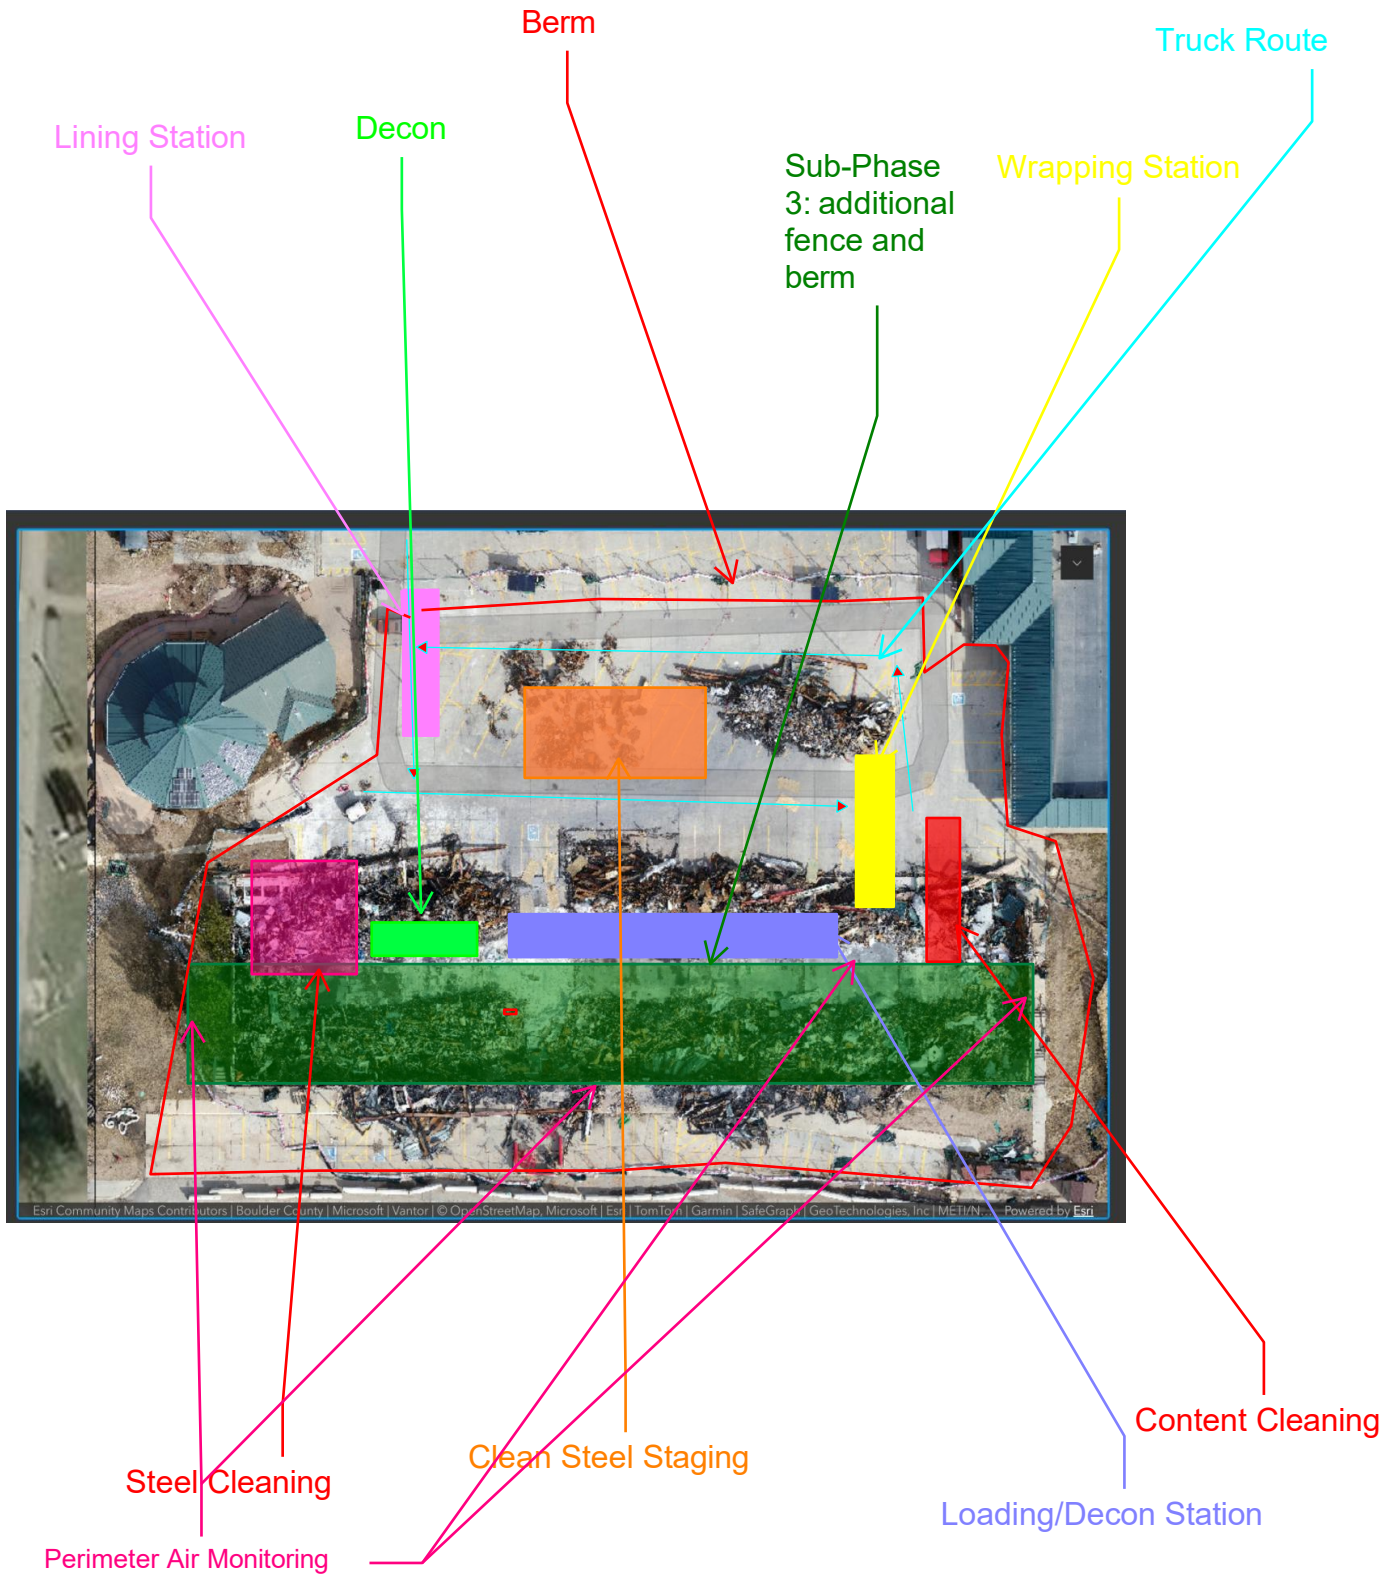 Berm
Truck Route
Lining Station
Decon
Sub-Phase
3: additional
fence and
berm
Wrapping Station
Esri Community Maps Contributors | Boulder County | Microsoft | Vantor | © OpenStreetMap, Microsoft | Esri | TomTom | Garmin | SafeGraph | GeoTechnologies, Inc | METI/N Powered by Esri
Content Cleaning
Clean Steel Staging
Steel Cleaning
Loading/Decon Station
Perimeter Air Monitoring